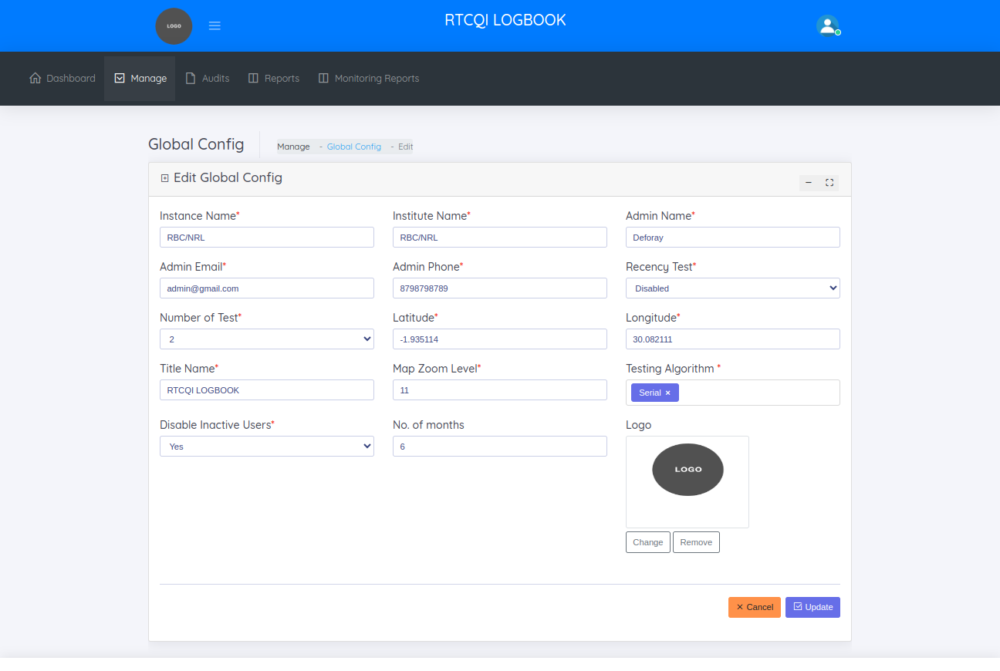 LOGO
RTCQI LOGBOOK
Dashboard Manage Audits Reports Monitoring Reports
Global Config Manage - Global Config - Edit
Edit Global Config
Instance Name* Institute Name* Admin Name*
RBC/NRL RBC/NRL Deforay
Admin Email* Admin Phone* Recency Test*
admin@gmail.com 8798798789 Disabled
Number of Test* Latitude* Longitude*
2 -1.935114 30.082111
Title Name* Map Zoom Level* Testing Algorithm *
RTCQI LOGBOOK 11 Serial ×
Disable Inactive Users* No. of months Logo
Yes 6
LOGO
Change Remove
Cancel Update